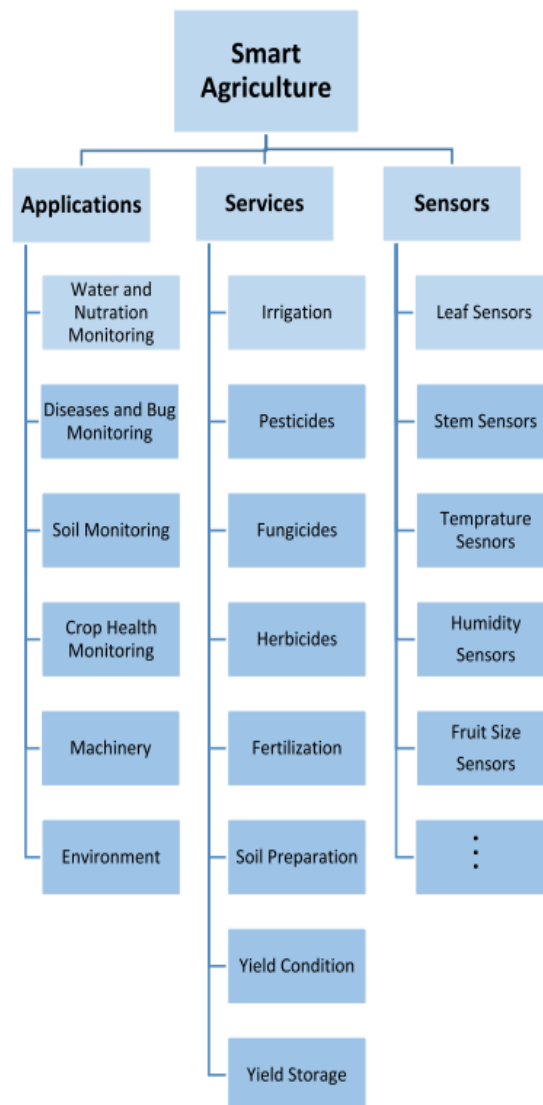 Smart
Agriculture
Applications
Services
Sensors
Water and
Nutration
Monitoring
Diseases and Bug
Monitoring
Soil Monitoring
Crop Health
Monitoring
Machinery
Environment
Irrigation
Pesticides
Fungicides
Herbicides
Fertilization
Soil Preparation
Yield Condition
Yield Storage
Leaf Sensors
Stem Sensors
Temprature
Sesnors
Humidity
Sensors
Fruit Size
Sensors
⋮